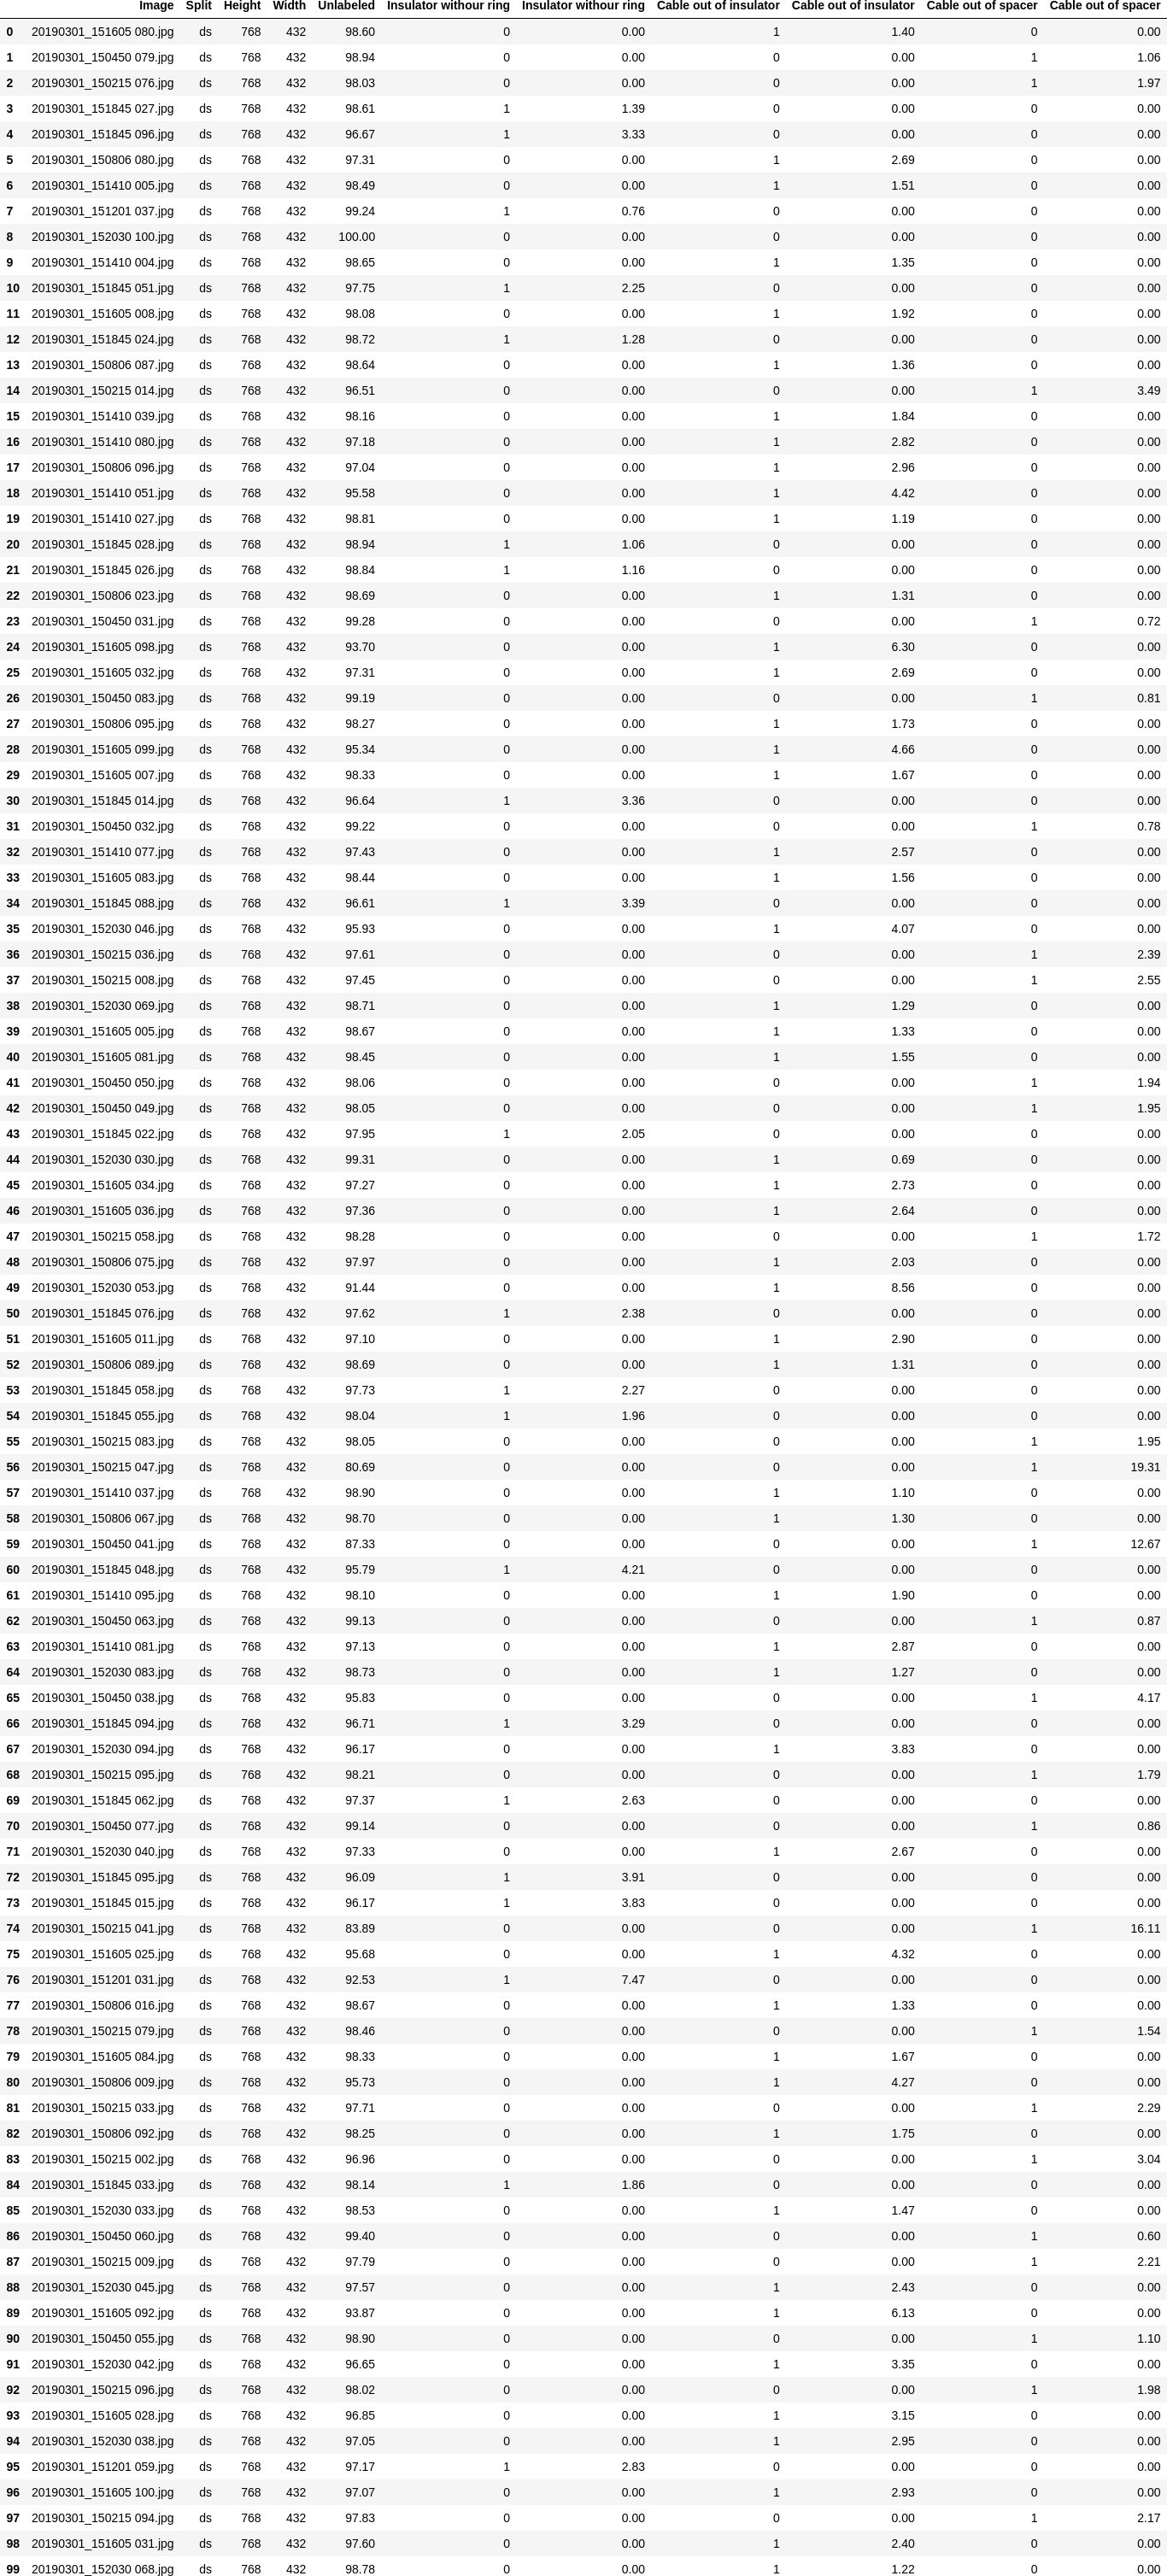 Image Split Height Width Unlabeled Insulator withour ring Insulator withour ring Cable out of insulator Cable out of insulator Cable out of spacer Cable out of spacer
0 20190301_151605 080.jpg ds 768 432 98.60 0 0.00 1 1.40 0 0.00
1 20190301_150450 079.jpg ds 768 432 98.94 0 0.00 0 0.00 1 1.06
2 20190301_150215 076.jpg ds 768 432 98.03 0 0.00 0 0.00 1 1.97
3 20190301_151845 027.jpg ds 768 432 98.61 1 1.39 0 0.00 0 0.00
4 20190301_151845 096.jpg ds 768 432 96.67 1 3.33 0 0.00 0 0.00
5 20190301_150806 080.jpg ds 768 432 97.31 0 0.00 1 2.69 0 0.00
6 20190301_151410 005.jpg ds 768 432 98.49 0 0.00 1 1.51 0 0.00
7 20190301_151201 037.jpg ds 768 432 99.24 1 0.76 0 0.00 0 0.00
8 20190301_152030 100.jpg ds 768 432 100.00 0 0.00 0 0.00 0 0.00
9 20190301_151410 004.jpg ds 768 432 98.65 0 0.00 1 1.35 0 0.00
10 20190301_151845 051.jpg ds 768 432 97.75 1 2.25 0 0.00 0 0.00
11 20190301_151605 008.jpg ds 768 432 98.08 0 0.00 1 1.92 0 0.00
12 20190301_151845 024.jpg ds 768 432 98.72 1 1.28 0 0.00 0 0.00
13 20190301_150806 087.jpg ds 768 432 98.64 0 0.00 1 1.36 0 0.00
14 20190301_150215 014.jpg ds 768 432 96.51 0 0.00 0 0.00 1 3.49
15 20190301_151410 039.jpg ds 768 432 98.16 0 0.00 1 1.84 0 0.00
16 20190301_151410 080.jpg ds 768 432 97.18 0 0.00 1 2.82 0 0.00
17 20190301_150806 096.jpg ds 768 432 97.04 0 0.00 1 2.96 0 0.00
18 20190301_151410 051.jpg ds 768 432 95.58 0 0.00 1 4.42 0 0.00
19 20190301_151410 027.jpg ds 768 432 98.81 0 0.00 1 1.19 0 0.00
20 20190301_151845 028.jpg ds 768 432 98.94 1 1.06 0 0.00 0 0.00
21 20190301_151845 026.jpg ds 768 432 98.84 1 1.16 0 0.00 0 0.00
22 20190301_150806 023.jpg ds 768 432 98.69 0 0.00 1 1.31 0 0.00
23 20190301_150450 031.jpg ds 768 432 99.28 0 0.00 0 0.00 1 0.72
24 20190301_151605 098.jpg ds 768 432 93.70 0 0.00 1 6.30 0 0.00
25 20190301_151605 032.jpg ds 768 432 97.31 0 0.00 1 2.69 0 0.00
26 20190301_150450 083.jpg ds 768 432 99.19 0 0.00 0 0.00 1 0.81
27 20190301_150806 095.jpg ds 768 432 98.27 0 0.00 1 1.73 0 0.00
28 20190301_151605 099.jpg ds 768 432 95.34 0 0.00 1 4.66 0 0.00
29 20190301_151605 007.jpg ds 768 432 98.33 0 0.00 1 1.67 0 0.00
30 20190301_151845 014.jpg ds 768 432 96.64 1 3.36 0 0.00 0 0.00
31 20190301_150450 032.jpg ds 768 432 99.22 0 0.00 0 0.00 1 0.78
32 20190301_151410 077.jpg ds 768 432 97.43 0 0.00 1 2.57 0 0.00
33 20190301_151605 083.jpg ds 768 432 98.44 0 0.00 1 1.56 0 0.00
34 20190301_151845 088.jpg ds 768 432 96.61 1 3.39 0 0.00 0 0.00
35 20190301_152030 046.jpg ds 768 432 95.93 0 0.00 1 4.07 0 0.00
36 20190301_150215 036.jpg ds 768 432 97.61 0 0.00 0 0.00 1 2.39
37 20190301_150215 008.jpg ds 768 432 97.45 0 0.00 0 0.00 1 2.55
38 20190301_152030 069.jpg ds 768 432 98.71 0 0.00 1 1.29 0 0.00
39 20190301_151605 005.jpg ds 768 432 98.67 0 0.00 1 1.33 0 0.00
40 20190301_151605 081.jpg ds 768 432 98.45 0 0.00 1 1.55 0 0.00
41 20190301_150450 050.jpg ds 768 432 98.06 0 0.00 0 0.00 1 1.94
42 20190301_150450 049.jpg ds 768 432 98.05 0 0.00 0 0.00 1 1.95
43 20190301_151845 022.jpg ds 768 432 97.95 1 2.05 0 0.00 0 0.00
44 20190301_152030 030.jpg ds 768 432 99.31 0 0.00 1 0.69 0 0.00
45 20190301_151605 034.jpg ds 768 432 97.27 0 0.00 1 2.73 0 0.00
46 20190301_151605 036.jpg ds 768 432 97.36 0 0.00 1 2.64 0 0.00
47 20190301_150215 058.jpg ds 768 432 98.28 0 0.00 0 0.00 1 1.72
48 20190301_150806 075.jpg ds 768 432 97.97 0 0.00 1 2.03 0 0.00
49 20190301_152030 053.jpg ds 768 432 91.44 0 0.00 1 8.56 0 0.00
50 20190301_151845 076.jpg ds 768 432 97.62 1 2.38 0 0.00 0 0.00
51 20190301_151605 011.jpg ds 768 432 97.10 0 0.00 1 2.90 0 0.00
52 20190301_150806 089.jpg ds 768 432 98.69 0 0.00 1 1.31 0 0.00
53 20190301_151845 058.jpg ds 768 432 97.73 1 2.27 0 0.00 0 0.00
54 20190301_151845 055.jpg ds 768 432 98.04 1 1.96 0 0.00 0 0.00
55 20190301_150215 083.jpg ds 768 432 98.05 0 0.00 0 0.00 1 1.95
56 20190301_150215 047.jpg ds 768 432 80.69 0 0.00 0 0.00 1 19.31
57 20190301_151410 037.jpg ds 768 432 98.90 0 0.00 1 1.10 0 0.00
58 20190301_150806 067.jpg ds 768 432 98.70 0 0.00 1 1.30 0 0.00
59 20190301_150450 041.jpg ds 768 432 87.33 0 0.00 0 0.00 1 12.67
60 20190301_151845 048.jpg ds 768 432 95.79 1 4.21 0 0.00 0 0.00
61 20190301_151410 095.jpg ds 768 432 98.10 0 0.00 1 1.90 0 0.00
62 20190301_150450 063.jpg ds 768 432 99.13 0 0.00 0 0.00 1 0.87
63 20190301_151410 081.jpg ds 768 432 97.13 0 0.00 1 2.87 0 0.00
64 20190301_152030 083.jpg ds 768 432 98.73 0 0.00 1 1.27 0 0.00
65 20190301_150450 038.jpg ds 768 432 95.83 0 0.00 0 0.00 1 4.17
66 20190301_151845 094.jpg ds 768 432 96.71 1 3.29 0 0.00 0 0.00
67 20190301_152030 094.jpg ds 768 432 96.17 0 0.00 1 3.83 0 0.00
68 20190301_150215 095.jpg ds 768 432 98.21 0 0.00 0 0.00 1 1.79
69 20190301_151845 062.jpg ds 768 432 97.37 1 2.63 0 0.00 0 0.00
70 20190301_150450 077.jpg ds 768 432 99.14 0 0.00 0 0.00 1 0.86
71 20190301_152030 040.jpg ds 768 432 97.33 0 0.00 1 2.67 0 0.00
72 20190301_151845 095.jpg ds 768 432 96.09 1 3.91 0 0.00 0 0.00
73 20190301_151845 015.jpg ds 768 432 96.17 1 3.83 0 0.00 0 0.00
74 20190301_150215 041.jpg ds 768 432 83.89 0 0.00 0 0.00 1 16.11
75 20190301_151605 025.jpg ds 768 432 95.68 0 0.00 1 4.32 0 0.00
76 20190301_151201 031.jpg ds 768 432 92.53 1 7.47 0 0.00 0 0.00
77 20190301_150806 016.jpg ds 768 432 98.67 0 0.00 1 1.33 0 0.00
78 20190301_150215 079.jpg ds 768 432 98.46 0 0.00 0 0.00 1 1.54
79 20190301_151605 084.jpg ds 768 432 98.33 0 0.00 1 1.67 0 0.00
80 20190301_150806 009.jpg ds 768 432 95.73 0 0.00 1 4.27 0 0.00
81 20190301_150215 033.jpg ds 768 432 97.71 0 0.00 0 0.00 1 2.29
82 20190301_150806 092.jpg ds 768 432 98.25 0 0.00 1 1.75 0 0.00
83 20190301_150215 002.jpg ds 768 432 96.96 0 0.00 0 0.00 1 3.04
84 20190301_151845 033.jpg ds 768 432 98.14 1 1.86 0 0.00 0 0.00
85 20190301_152030 033.jpg ds 768 432 98.53 0 0.00 1 1.47 0 0.00
86 20190301_150450 060.jpg ds 768 432 99.40 0 0.00 0 0.00 1 0.60
87 20190301_150215 009.jpg ds 768 432 97.79 0 0.00 0 0.00 1 2.21
88 20190301_152030 045.jpg ds 768 432 97.57 0 0.00 1 2.43 0 0.00
89 20190301_151605 092.jpg ds 768 432 93.87 0 0.00 1 6.13 0 0.00
90 20190301_150450 055.jpg ds 768 432 98.90 0 0.00 0 0.00 1 1.10
91 20190301_152030 042.jpg ds 768 432 96.65 0 0.00 1 3.35 0 0.00
92 20190301_150215 096.jpg ds 768 432 98.02 0 0.00 0 0.00 1 1.98
93 20190301_151605 028.jpg ds 768 432 96.85 0 0.00 1 3.15 0 0.00
94 20190301_152030 038.jpg ds 768 432 97.05 0 0.00 1 2.95 0 0.00
95 20190301_151201 059.jpg ds 768 432 97.17 1 2.83 0 0.00 0 0.00
96 20190301_151605 100.jpg ds 768 432 97.07 0 0.00 1 2.93 0 0.00
97 20190301_150215 094.jpg ds 768 432 97.83 0 0.00 0 0.00 1 2.17
98 20190301_151605 031.jpg ds 768 432 97.60 0 0.00 1 2.40 0 0.00
99 20190301_152030 068.jpg ds 768 432 98.78 0 0.00 1 1.22 0 0.00